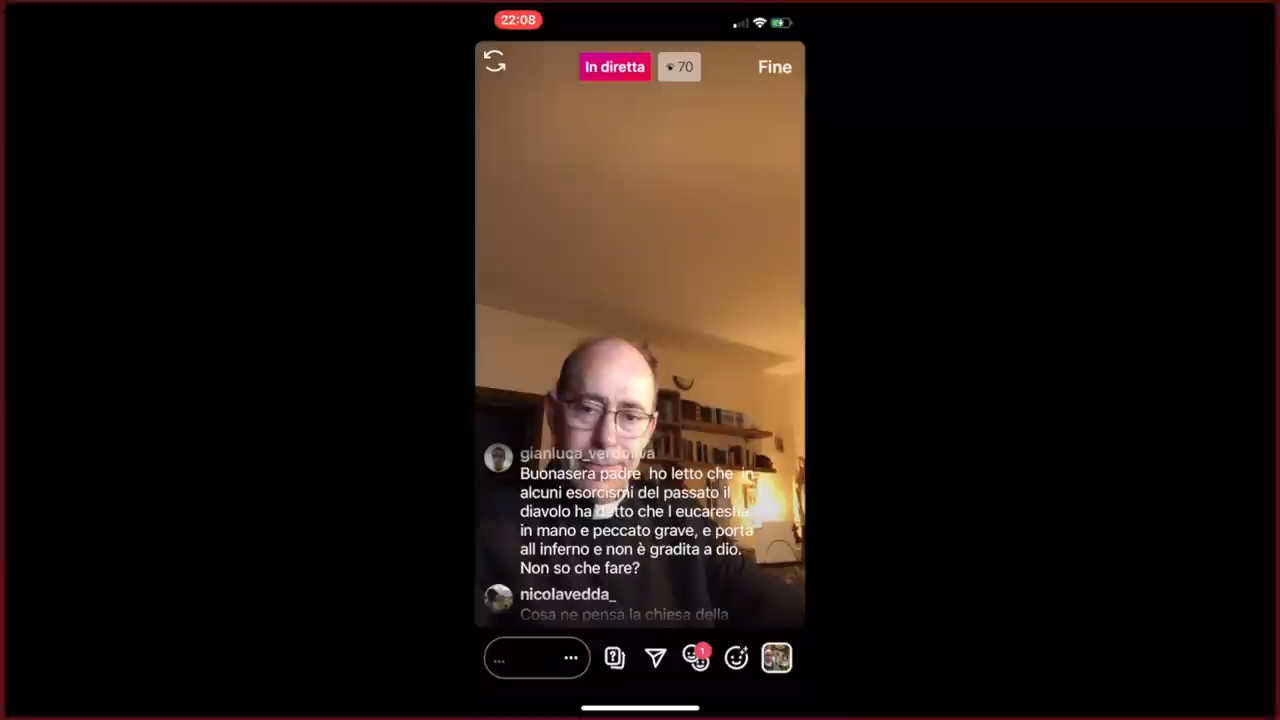 22:08
In diretta
70
Fine
gianluca_verdoliva
Buonasera padre ho letto che in
alcuni esorcismi del passato il
diavolo ha detto che l eucarestia
in mano e peccato grave, e porta
all inferno e non è gradita a dio.
Non so che fare?
nicolavedda_
Cosa ne pensa la chiesa della
...
1